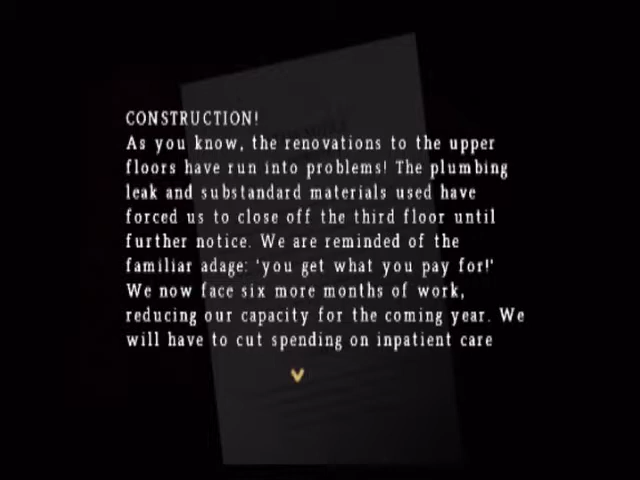 CONSTRUCTION!
As you know, the renovations to the upper
floors have run into problems! The plumbing
leak and substandard materials used have
forced us to close off the third floor until
further notice. We are reminded of the
familiar adage: 'you get what you pay for!'
We now face six more months of work,
reducing our capacity for the coming year. We
will have to cut spending on inpatient care